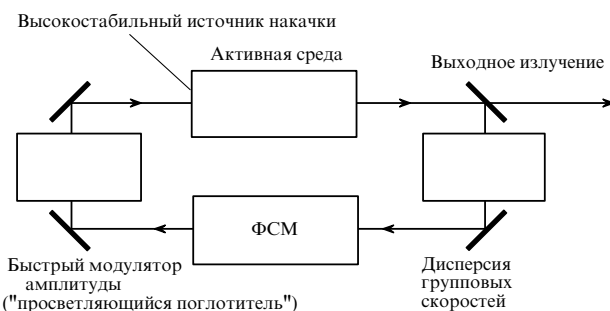 Высокостабильный источник накачки
Активная среда
Выходное излучение
ФСМ
Быстрый модулятор
амплитуды
("просветляющийся поглотитель")
Дисперсия
групповых
скоростей